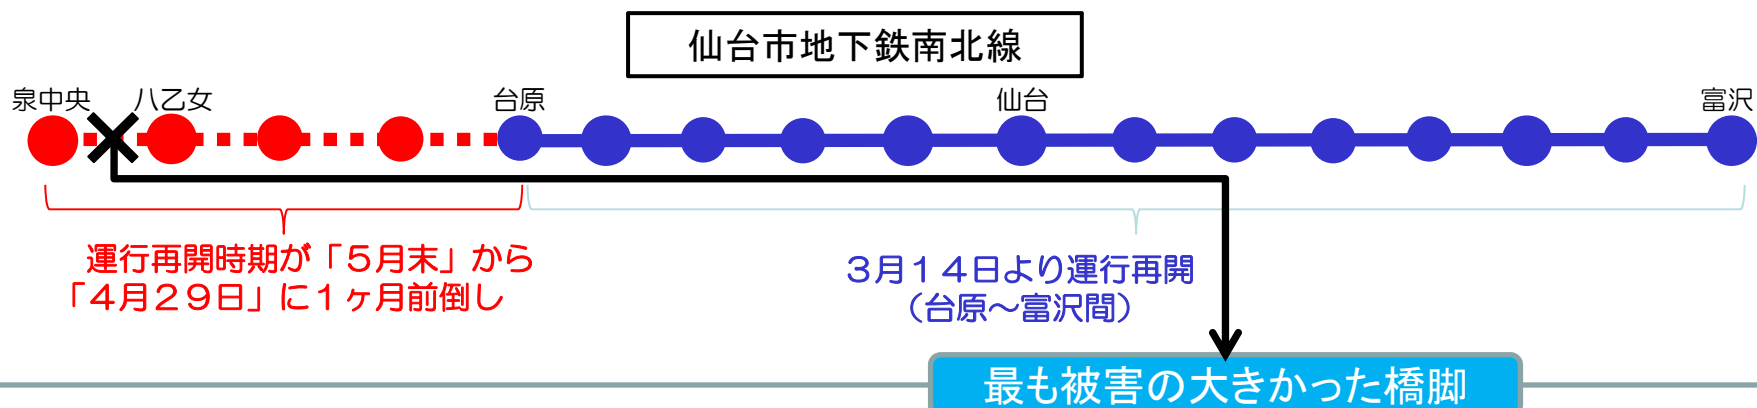 仙台市地下鉄南北線
泉中央 八乙女 台原 仙台 富沢
運行再開時期が「５月末」から
「４月２９日」に１ヶ月前倒し
３月１４日より運行再開
（台原～富沢間）
最も被害の大きかった橋脚